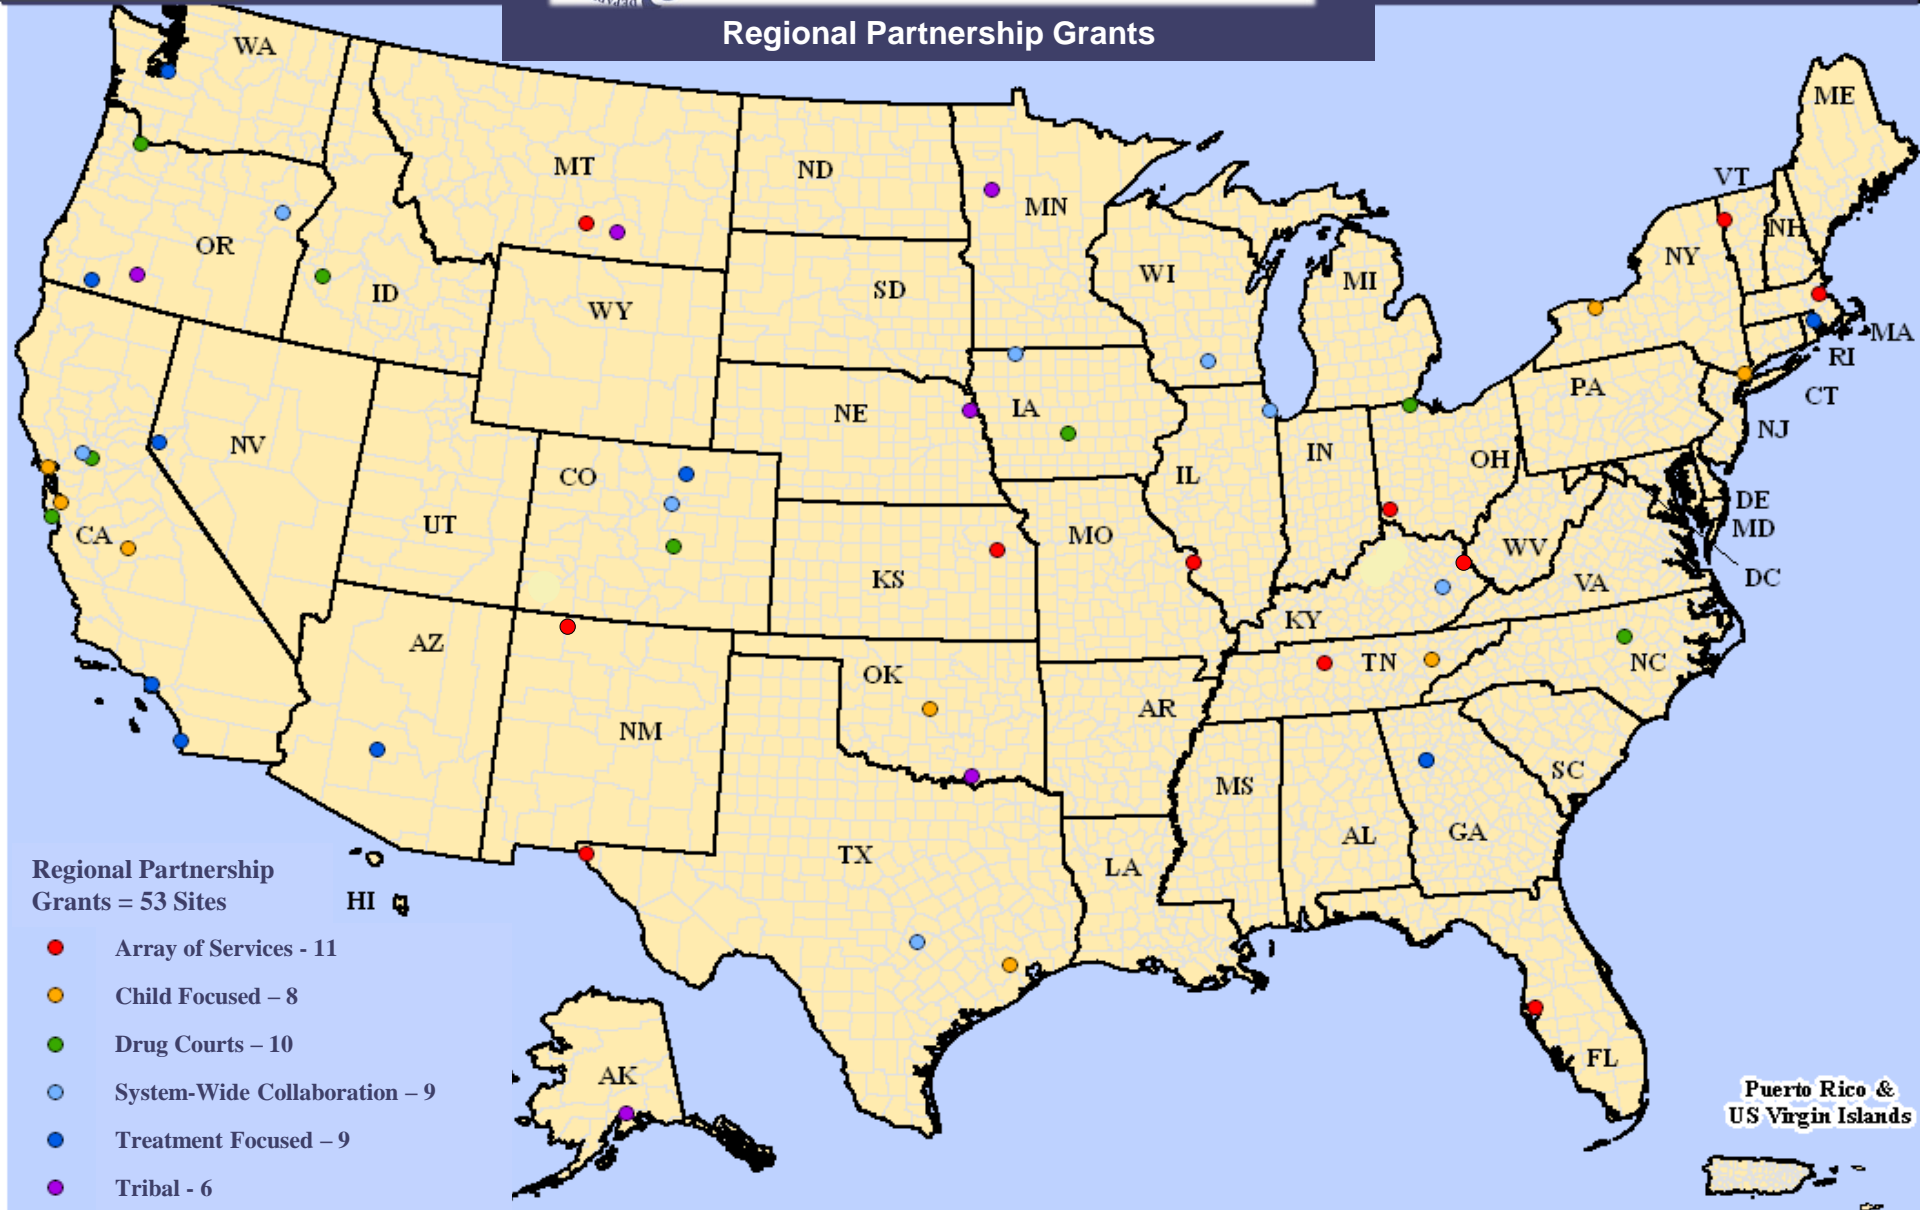 Regional Partnership Grants
WA
ME
MT
ND
VT
MN
OR
NH
NY
WI
MI
ID
SD
WY
MA
RI
PA
CT
NE
IA
NJ
NV
OH
IN
CO
IL
DE
UT
MD
CA
MO
WV
DC
KS
VA
KY
AZ
TN
NC
OK
AR
NM
SC
MS
GA
AL
TX
LA
Regional Partnership
Grants = 53 Sites
HI
Array of Services - 11
Child Focused – 8
Drug Courts – 10
FL
AK
System-Wide Collaboration – 9
Puerto Rico &
US Virgin Islands
Treatment Focused – 9
Tribal - 6